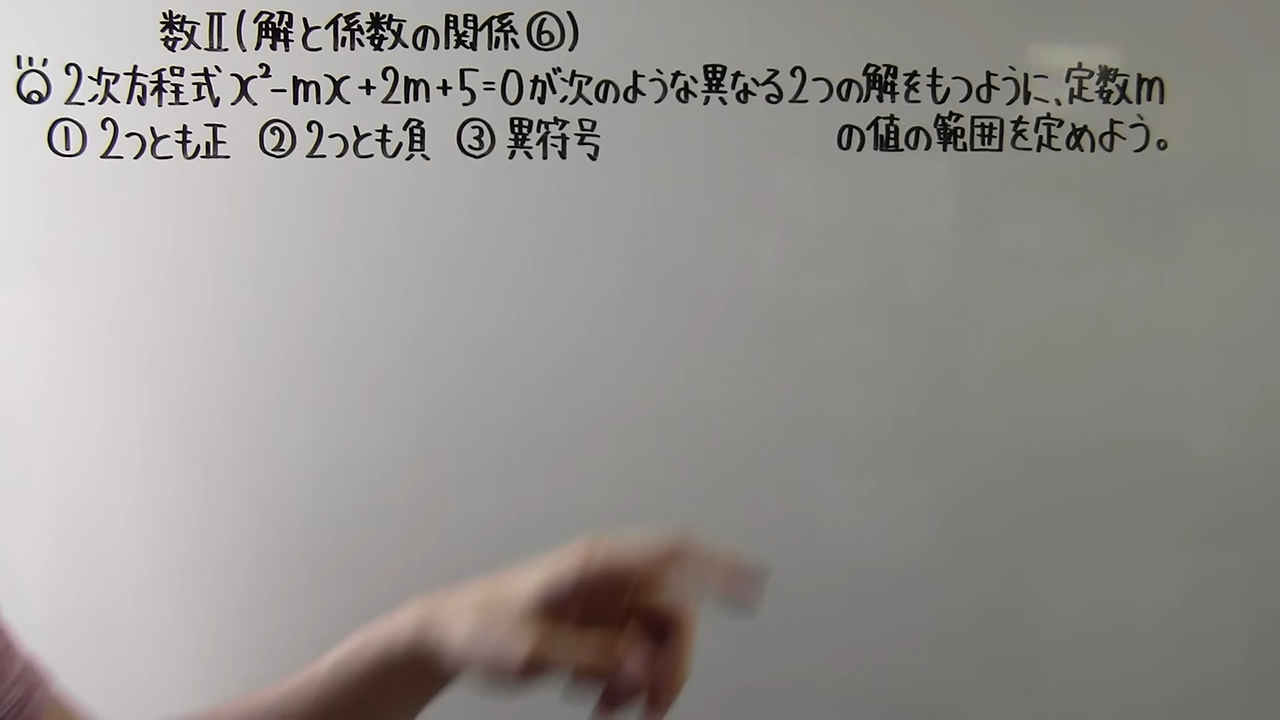 数Ⅱ(解と係数の関係⑥)
2次方程式x²-mx+2m+5=0が次のような異なる2つの解をもつように、定数m
の値の範囲を定めよう。
① 2つとも正 ② 2つとも負 ③ 異符号